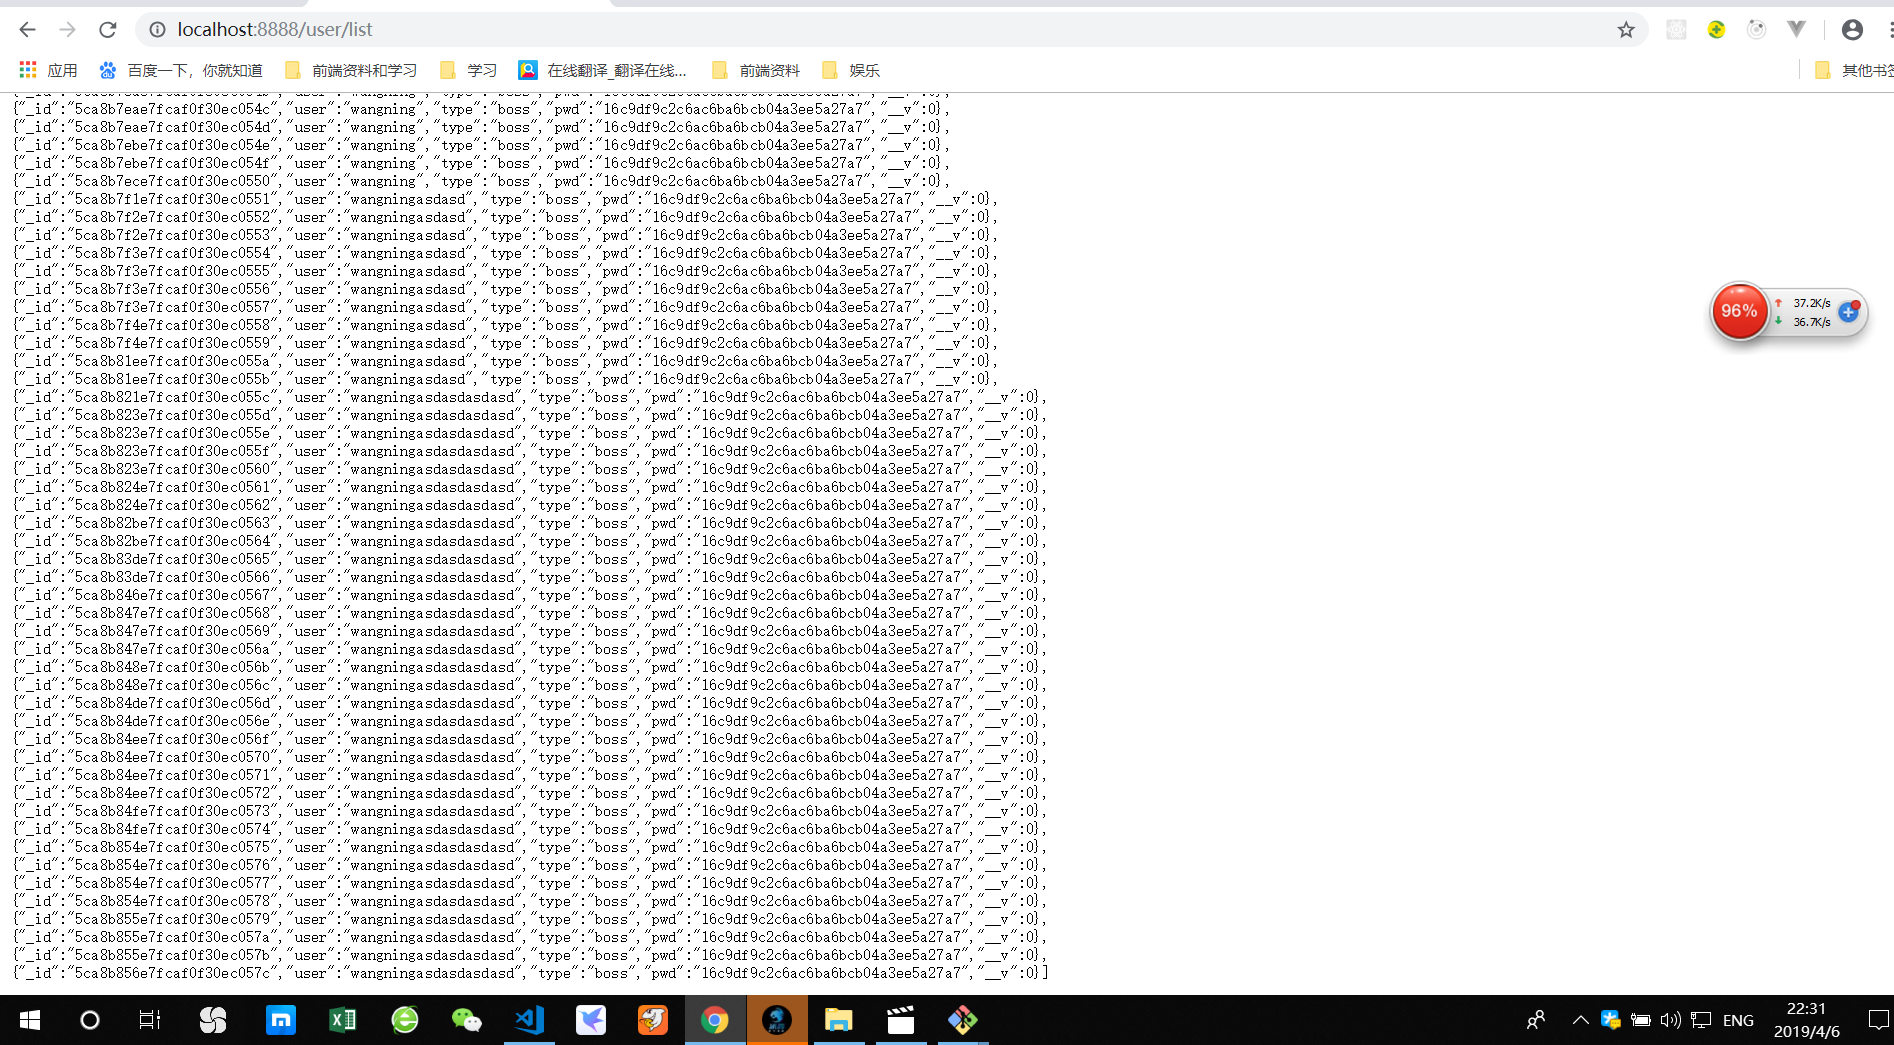 localhost:8888/user/list
应用
百度一下，你就知道
前端资料和学习
学习
在线翻译_翻译在线...
前端资料
娱乐
其他书签
{"_id":"5ca8b7eae7fcaf0f30ec054c","user":"wangning","type":"boss","pwd":"16c9df9c2c6ac6ba6bcb04a3ee5a27a7","__v":0},
{"_id":"5ca8b7eae7fcaf0f30ec054d","user":"wangning","type":"boss","pwd":"16c9df9c2c6ac6ba6bcb04a3ee5a27a7","__v":0},
{"_id":"5ca8b7ebe7fcaf0f30ec054e","user":"wangning","type":"boss","pwd":"16c9df9c2c6ac6ba6bcb04a3ee5a27a7","__v":0},
{"_id":"5ca8b7ebe7fcaf0f30ec054f","user":"wangning","type":"boss","pwd":"16c9df9c2c6ac6ba6bcb04a3ee5a27a7","__v":0},
{"_id":"5ca8b7ece7fcaf0f30ec0550","user":"wangning","type":"boss","pwd":"16c9df9c2c6ac6ba6bcb04a3ee5a27a7","__v":0},
{"_id":"5ca8b7f1e7fcaf0f30ec0551","user":"wangningasdasd","type":"boss","pwd":"16c9df9c2c6ac6ba6bcb04a3ee5a27a7","__v":0},
{"_id":"5ca8b7f2e7fcaf0f30ec0552","user":"wangningasdasd","type":"boss","pwd":"16c9df9c2c6ac6ba6bcb04a3ee5a27a7","__v":0},
{"_id":"5ca8b7f2e7fcaf0f30ec0553","user":"wangningasdasd","type":"boss","pwd":"16c9df9c2c6ac6ba6bcb04a3ee5a27a7","__v":0},
{"_id":"5ca8b7f3e7fcaf0f30ec0554","user":"wangningasdasd","type":"boss","pwd":"16c9df9c2c6ac6ba6bcb04a3ee5a27a7","__v":0},
{"_id":"5ca8b7f3e7fcaf0f30ec0555","user":"wangningasdasd","type":"boss","pwd":"16c9df9c2c6ac6ba6bcb04a3ee5a27a7","__v":0},
{"_id":"5ca8b7f3e7fcaf0f30ec0556","user":"wangningasdasd","type":"boss","pwd":"16c9df9c2c6ac6ba6bcb04a3ee5a27a7","__v":0},
{"_id":"5ca8b7f3e7fcaf0f30ec0557","user":"wangningasdasd","type":"boss","pwd":"16c9df9c2c6ac6ba6bcb04a3ee5a27a7","__v":0},
{"_id":"5ca8b7f4e7fcaf0f30ec0558","user":"wangningasdasd","type":"boss","pwd":"16c9df9c2c6ac6ba6bcb04a3ee5a27a7","__v":0},
{"_id":"5ca8b7f4e7fcaf0f30ec0559","user":"wangningasdasd","type":"boss","pwd":"16c9df9c2c6ac6ba6bcb04a3ee5a27a7","__v":0},
{"_id":"5ca8b81ee7fcaf0f30ec055a","user":"wangningasdasd","type":"boss","pwd":"16c9df9c2c6ac6ba6bcb04a3ee5a27a7","__v":0},
{"_id":"5ca8b81ee7fcaf0f30ec055b","user":"wangningasdasd","type":"boss","pwd":"16c9df9c2c6ac6ba6bcb04a3ee5a27a7","__v":0},
{"_id":"5ca8b821e7fcaf0f30ec055c","user":"wangningasdasdasdasd","type":"boss","pwd":"16c9df9c2c6ac6ba6bcb04a3ee5a27a7","__v":0},
{"_id":"5ca8b823e7fcaf0f30ec055d","user":"wangningasdasdasdasd","type":"boss","pwd":"16c9df9c2c6ac6ba6bcb04a3ee5a27a7","__v":0},
{"_id":"5ca8b823e7fcaf0f30ec055e","user":"wangningasdasdasdasd","type":"boss","pwd":"16c9df9c2c6ac6ba6bcb04a3ee5a27a7","__v":0},
{"_id":"5ca8b823e7fcaf0f30ec055f","user":"wangningasdasdasdasd","type":"boss","pwd":"16c9df9c2c6ac6ba6bcb04a3ee5a27a7","__v":0},
{"_id":"5ca8b823e7fcaf0f30ec0560","user":"wangningasdasdasdasd","type":"boss","pwd":"16c9df9c2c6ac6ba6bcb04a3ee5a27a7","__v":0},
{"_id":"5ca8b824e7fcaf0f30ec0561","user":"wangningasdasdasdasd","type":"boss","pwd":"16c9df9c2c6ac6ba6bcb04a3ee5a27a7","__v":0},
{"_id":"5ca8b824e7fcaf0f30ec0562","user":"wangningasdasdasdasd","type":"boss","pwd":"16c9df9c2c6ac6ba6bcb04a3ee5a27a7","__v":0},
{"_id":"5ca8b82be7fcaf0f30ec0563","user":"wangningasdasdasdasd","type":"boss","pwd":"16c9df9c2c6ac6ba6bcb04a3ee5a27a7","__v":0},
{"_id":"5ca8b82be7fcaf0f30ec0564","user":"wangningasdasdasdasd","type":"boss","pwd":"16c9df9c2c6ac6ba6bcb04a3ee5a27a7","__v":0},
{"_id":"5ca8b83de7fcaf0f30ec0565","user":"wangningasdasdasdasd","type":"boss","pwd":"16c9df9c2c6ac6ba6bcb04a3ee5a27a7","__v":0},
{"_id":"5ca8b83de7fcaf0f30ec0566","user":"wangningasdasdasdasd","type":"boss","pwd":"16c9df9c2c6ac6ba6bcb04a3ee5a27a7","__v":0},
{"_id":"5ca8b846e7fcaf0f30ec0567","user":"wangningasdasdasdasd","type":"boss","pwd":"16c9df9c2c6ac6ba6bcb04a3ee5a27a7","__v":0},
{"_id":"5ca8b847e7fcaf0f30ec0568","user":"wangningasdasdasdasd","type":"boss","pwd":"16c9df9c2c6ac6ba6bcb04a3ee5a27a7","__v":0},
{"_id":"5ca8b847e7fcaf0f30ec0569","user":"wangningasdasdasdasd","type":"boss","pwd":"16c9df9c2c6ac6ba6bcb04a3ee5a27a7","__v":0},
{"_id":"5ca8b847e7fcaf0f30ec056a","user":"wangningasdasdasdasd","type":"boss","pwd":"16c9df9c2c6ac6ba6bcb04a3ee5a27a7","__v":0},
{"_id":"5ca8b848e7fcaf0f30ec056b","user":"wangningasdasdasdasd","type":"boss","pwd":"16c9df9c2c6ac6ba6bcb04a3ee5a27a7","__v":0},
{"_id":"5ca8b848e7fcaf0f30ec056c","user":"wangningasdasdasdasd","type":"boss","pwd":"16c9df9c2c6ac6ba6bcb04a3ee5a27a7","__v":0},
{"_id":"5ca8b84de7fcaf0f30ec056d","user":"wangningasdasdasdasd","type":"boss","pwd":"16c9df9c2c6ac6ba6bcb04a3ee5a27a7","__v":0},
{"_id":"5ca8b84de7fcaf0f30ec056e","user":"wangningasdasdasdasd","type":"boss","pwd":"16c9df9c2c6ac6ba6bcb04a3ee5a27a7","__v":0},
{"_id":"5ca8b84ee7fcaf0f30ec056f","user":"wangningasdasdasdasd","type":"boss","pwd":"16c9df9c2c6ac6ba6bcb04a3ee5a27a7","__v":0},
{"_id":"5ca8b84ee7fcaf0f30ec0570","user":"wangningasdasdasdasd","type":"boss","pwd":"16c9df9c2c6ac6ba6bcb04a3ee5a27a7","__v":0},
{"_id":"5ca8b84ee7fcaf0f30ec0571","user":"wangningasdasdasdasd","type":"boss","pwd":"16c9df9c2c6ac6ba6bcb04a3ee5a27a7","__v":0},
{"_id":"5ca8b84ee7fcaf0f30ec0572","user":"wangningasdasdasdasd","type":"boss","pwd":"16c9df9c2c6ac6ba6bcb04a3ee5a27a7","__v":0},
{"_id":"5ca8b84fe7fcaf0f30ec0573","user":"wangningasdasdasdasd","type":"boss","pwd":"16c9df9c2c6ac6ba6bcb04a3ee5a27a7","__v":0},
{"_id":"5ca8b84fe7fcaf0f30ec0574","user":"wangningasdasdasdasd","type":"boss","pwd":"16c9df9c2c6ac6ba6bcb04a3ee5a27a7","__v":0},
{"_id":"5ca8b854e7fcaf0f30ec0575","user":"wangningasdasdasdasd","type":"boss","pwd":"16c9df9c2c6ac6ba6bcb04a3ee5a27a7","__v":0},
{"_id":"5ca8b854e7fcaf0f30ec0576","user":"wangningasdasdasdasd","type":"boss","pwd":"16c9df9c2c6ac6ba6bcb04a3ee5a27a7","__v":0},
{"_id":"5ca8b854e7fcaf0f30ec0577","user":"wangningasdasdasdasd","type":"boss","pwd":"16c9df9c2c6ac6ba6bcb04a3ee5a27a7","__v":0},
{"_id":"5ca8b854e7fcaf0f30ec0578","user":"wangningasdasdasdasd","type":"boss","pwd":"16c9df9c2c6ac6ba6bcb04a3ee5a27a7","__v":0},
{"_id":"5ca8b855e7fcaf0f30ec0579","user":"wangningasdasdasdasd","type":"boss","pwd":"16c9df9c2c6ac6ba6bcb04a3ee5a27a7","__v":0},
{"_id":"5ca8b855e7fcaf0f30ec057a","user":"wangningasdasdasdasd","type":"boss","pwd":"16c9df9c2c6ac6ba6bcb04a3ee5a27a7","__v":0},
{"_id":"5ca8b855e7fcaf0f30ec057b","user":"wangningasdasdasdasd","type":"boss","pwd":"16c9df9c2c6ac6ba6bcb04a3ee5a27a7","__v":0},
{"_id":"5ca8b856e7fcaf0f30ec057c","user":"wangningasdasdasdasd","type":"boss","pwd":"16c9df9c2c6ac6ba6bcb04a3ee5a27a7","__v":0}]
96%
37.2K/s
36.7K/s
ENG
22:31
2019/4/6